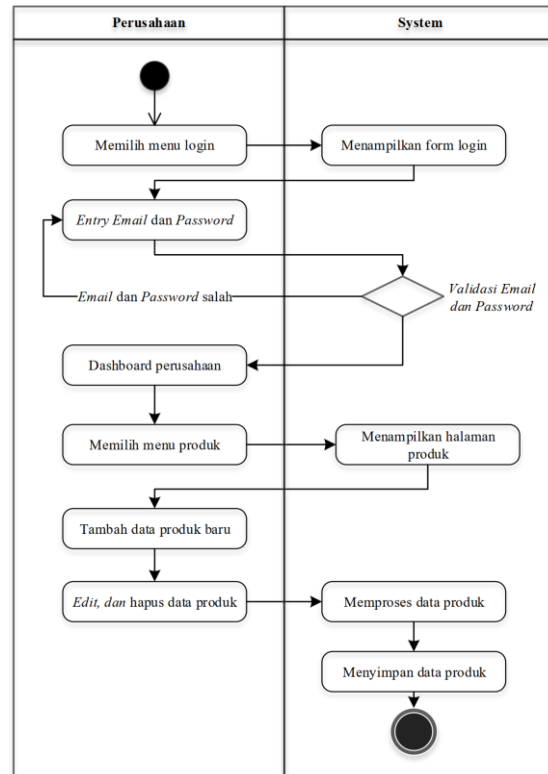 Perusahaan
System
Memilih menu login
Menampilkan form login
Entry Email dan Password
Email dan Password salah
Validasi Email
dan Password
Dashboard perusahaan
Memilih menu produk
Menampilkan halaman
produk
Tambah data produk baru
Edit, dan hapus data produk
Memproses data produk
Menyimpan data produk